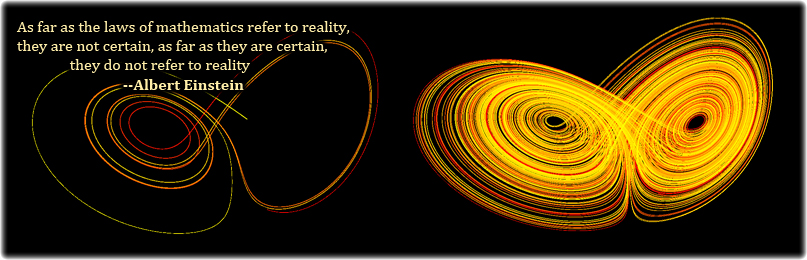 As far as the laws of mathematics refer to reality,
they are not certain, as far as they are certain,
they do not refer to reality
--Albert Einstein